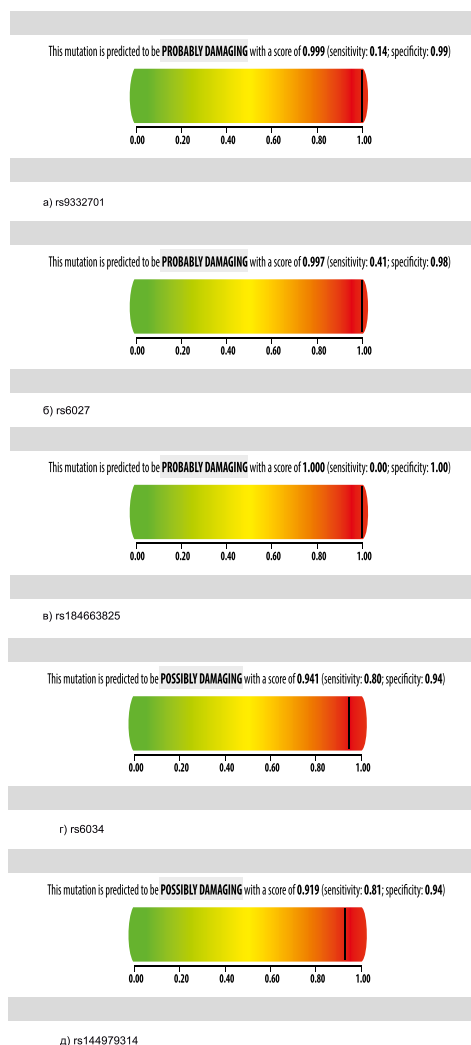 This mutation is predicted to be PROBABLY DAMAGING with a score of 0.999 (sensitivity: 0.14; specificity: 0.99)
0.00 0.20 0.40 0.60 0.80 1.00
а) rs9332701
This mutation is predicted to be PROBABLY DAMAGING with a score of 0.997 (sensitivity: 0.41; specificity: 0.98)
0.00 0.20 0.40 0.60 0.80 1.00
б) rs6027
This mutation is predicted to be PROBABLY DAMAGING with a score of 1.000 (sensitivity: 0.00; specificity: 1.00)
0.00 0.20 0.40 0.60 0.80 1.00
в) rs184663825
This mutation is predicted to be POSSIBLY DAMAGING with a score of 0.941 (sensitivity: 0.80; specificity: 0.94)
0.00 0.20 0.40 0.60 0.80 1.00
г) rs6034
This mutation is predicted to be POSSIBLY DAMAGING with a score of 0.919 (sensitivity: 0.81; specificity: 0.94)
0.00 0.20 0.40 0.60 0.80 1.00
д) rs144979314